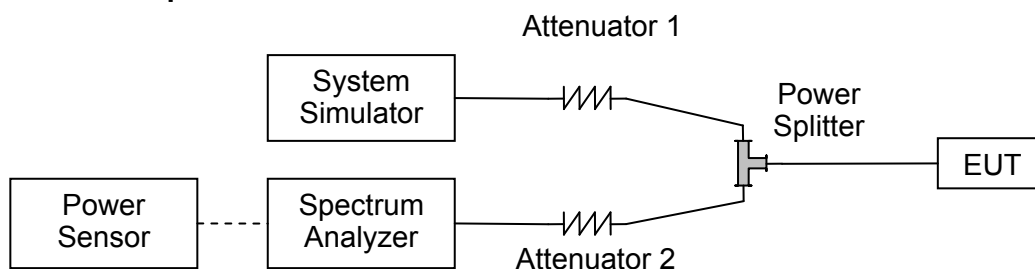 Attenuator 1
System
Simulator
Power
Splitter
EUT
Power
Sensor
Spectrum
Analyzer
Attenuator 2